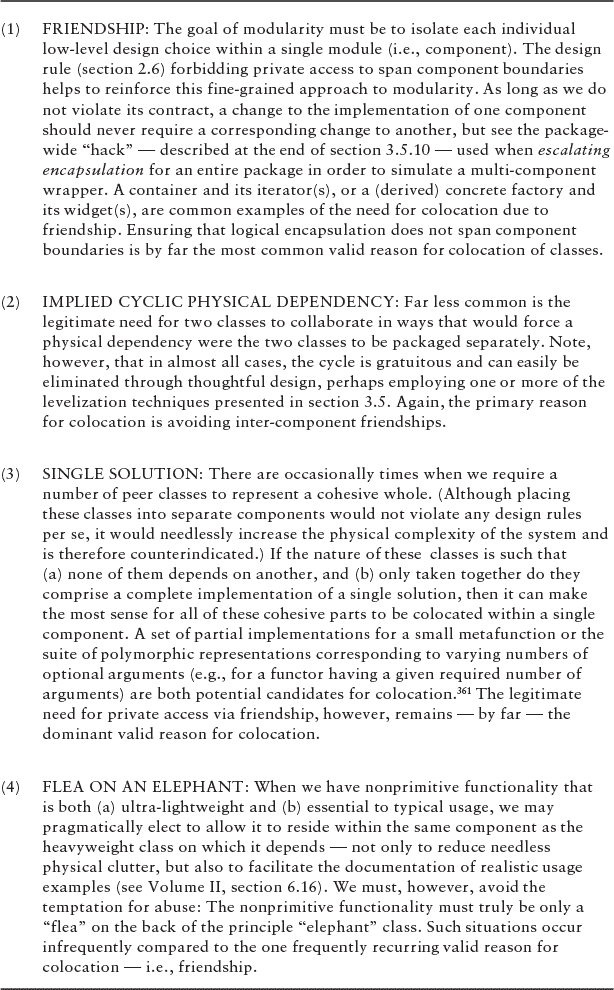 (1) FRIENDSHIP: The goal of modularity must be to isolate each individual
low-level design choice within a single module (i.e., component). The design
rule (section 2.6) forbidding private access to span component boundaries
helps to reinforce this fine-grained approach to modularity. As long as we do
not violate its contract, a change to the implementation of one component
should never require a corresponding change to another, but see the package-
wide “hack” — described at the end of section 3.5.10 — used when escalating
encapsulation for an entire package in order to simulate a multi-component
wrapper. A container and its iterator(s), or a (derived) concrete factory and
its widget(s), are common examples of the need for colocation due to
friendship. Ensuring that logical encapsulation does not span component
boundaries is by far the most common valid reason for colocation of classes.
(2) IMPLIED CYCLIC PHYSICAL DEPENDENCY: Far less common is the
legitimate need for two classes to collaborate in ways that would force a
physical dependency were the two classes to be packaged separately. Note,
however, that in almost all cases, the cycle is gratuitous and can easily be
eliminated through thoughtful design, perhaps employing one or more of the
levelization techniques presented in section 3.5. Again, the primary reason
for colocation is avoiding inter-component friendships.
(3) SINGLE SOLUTION: There are occasionally times when we require a
number of peer classes to represent a cohesive whole. (Although placing
these classes into separate components would not violate any design rules
per se, it would needlessly increase the physical complexity of the system and
is therefore counterindicated.) If the nature of these classes is such that
(a) none of them depends on another, and (b) only taken together do they
comprise a complete implementation of a single solution, then it can make
the most sense for all of these cohesive parts to be colocated within a single
component. A set of partial implementations for a small metafunction or the
suite of polymorphic representations corresponding to varying numbers of
optional arguments (e.g., for a functor having a given required number of
arguments) are both potential candidates for colocation.361 The legitimate
need for private access via friendship, however, remains — by far — the
dominant valid reason for colocation.
(4) FLEA ON AN ELEPHANT: When we have nonprimitive functionality that
is both (a) ultra-lightweight and (b) essential to typical usage, we may
pragmatically elect to allow it to reside within the same component as the
heavyweight class on which it depends — not only to reduce needless
physical clutter, but also to facilitate the documentation of realistic usage
examples (see Volume II, section 6.16). We must, however, avoid the
temptation for abuse: The nonprimitive functionality must truly be only a
“flea” on the back of the principle “elephant” class. Such situations occur
infrequently compared to the one frequently recurring valid reason for
colocation — i.e., friendship.